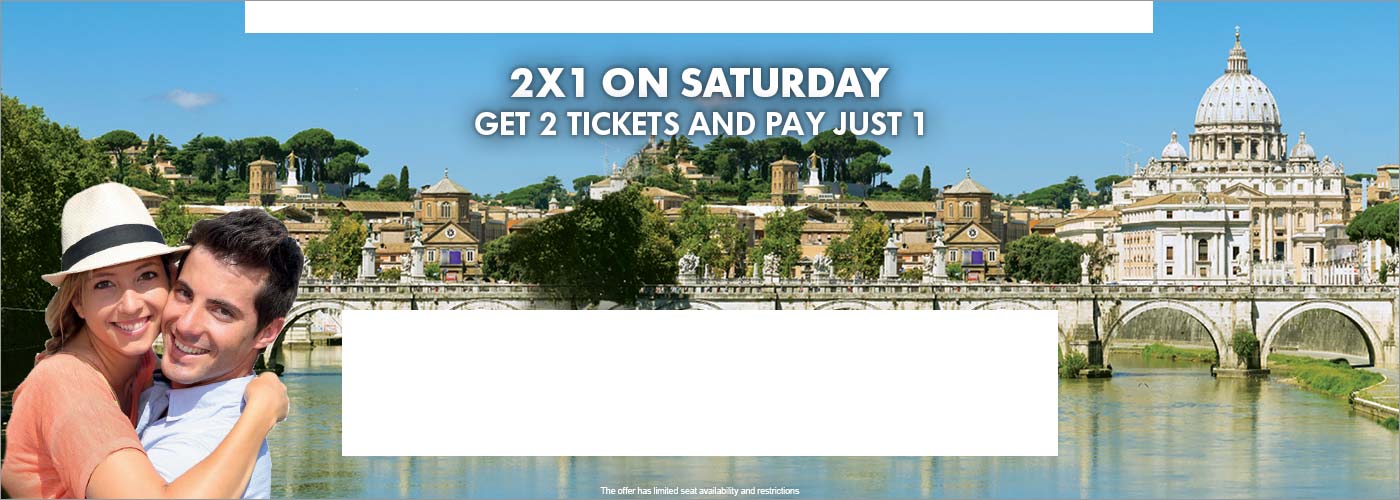 2X1 ON SATURDAY
GET 2 TICKETS AND PAY JUST 1
The offer has limited seat availability and restrictions